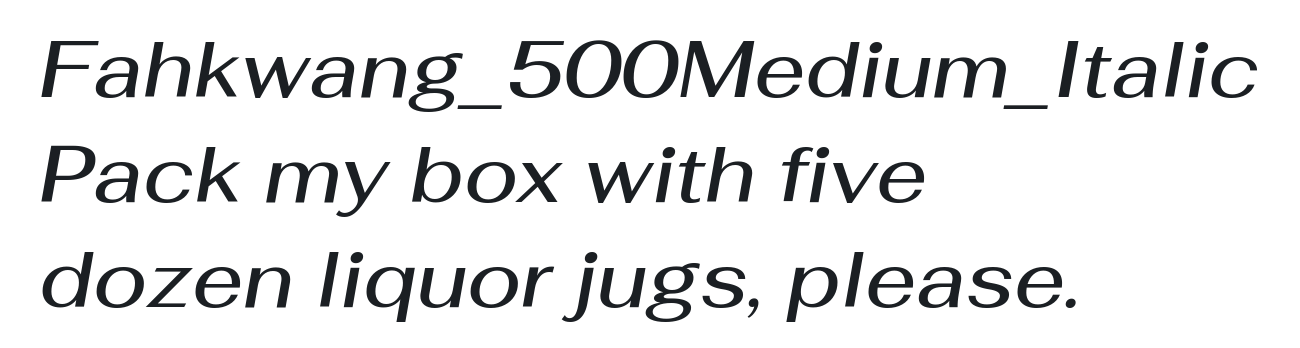 Fahkwang_500Medium_Italic
Pack my box with five
dozen liquor jugs, please.